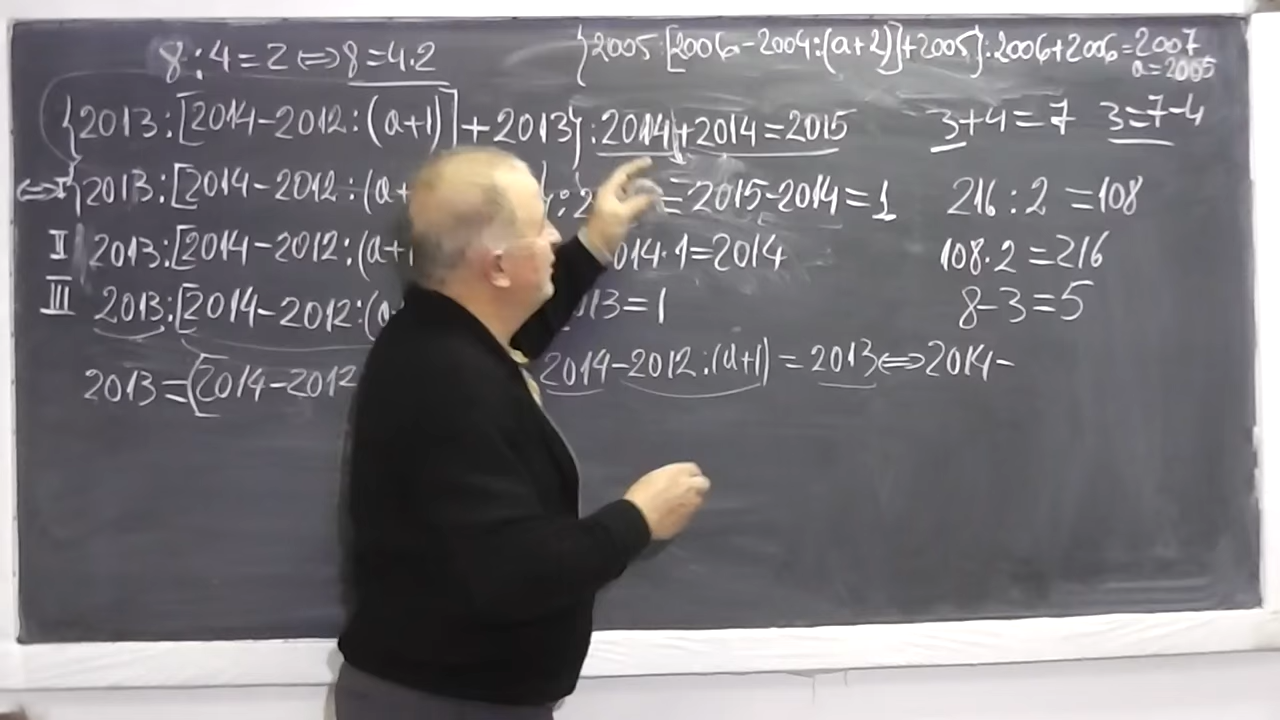 8:4=2⇔8=4·2
{2005:[2006-2004:(a+2)]+2005}:2006+2006=2007
a=2005
{2013:[2014-2012:(a+1)]+2013}:2014+2014=2015
3+4=7 3=7-4
⇔{2013:[2014-2012:(a+ }:2 =2015-2014=1
216:2=108
II 2013:[2014-2012:(a+1 014·1=2014
108·2=216
III 2013:[2014-2012:(a 13=1
8-3=5
2013=[2014-2012 2014-2012:(a+1)=2013⇔2014-